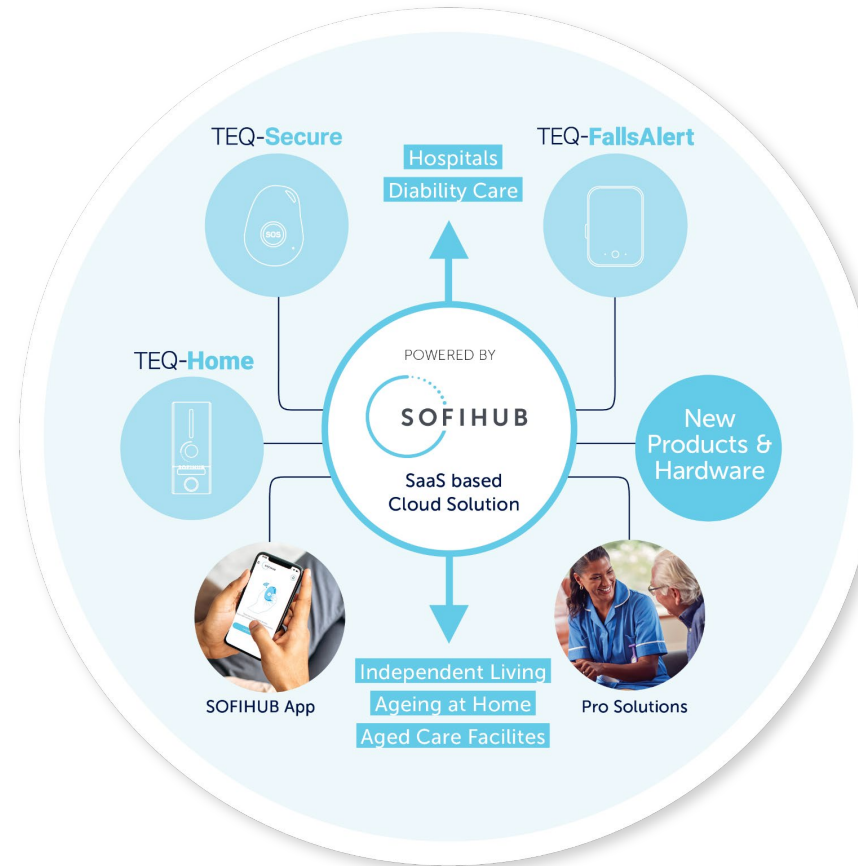 TEQ-Secure
TEQ-FallsAlert
Hospitals
Diability Care
SOS
TEQ-Home
POWERED BY
SOFIHUB
SaaS based
Cloud Solution
New
Products &
Hardware
SOFIHUB
SOFIHUB App
Independent Living
Ageing at Home
Aged Care Facilites
Pro Solutions